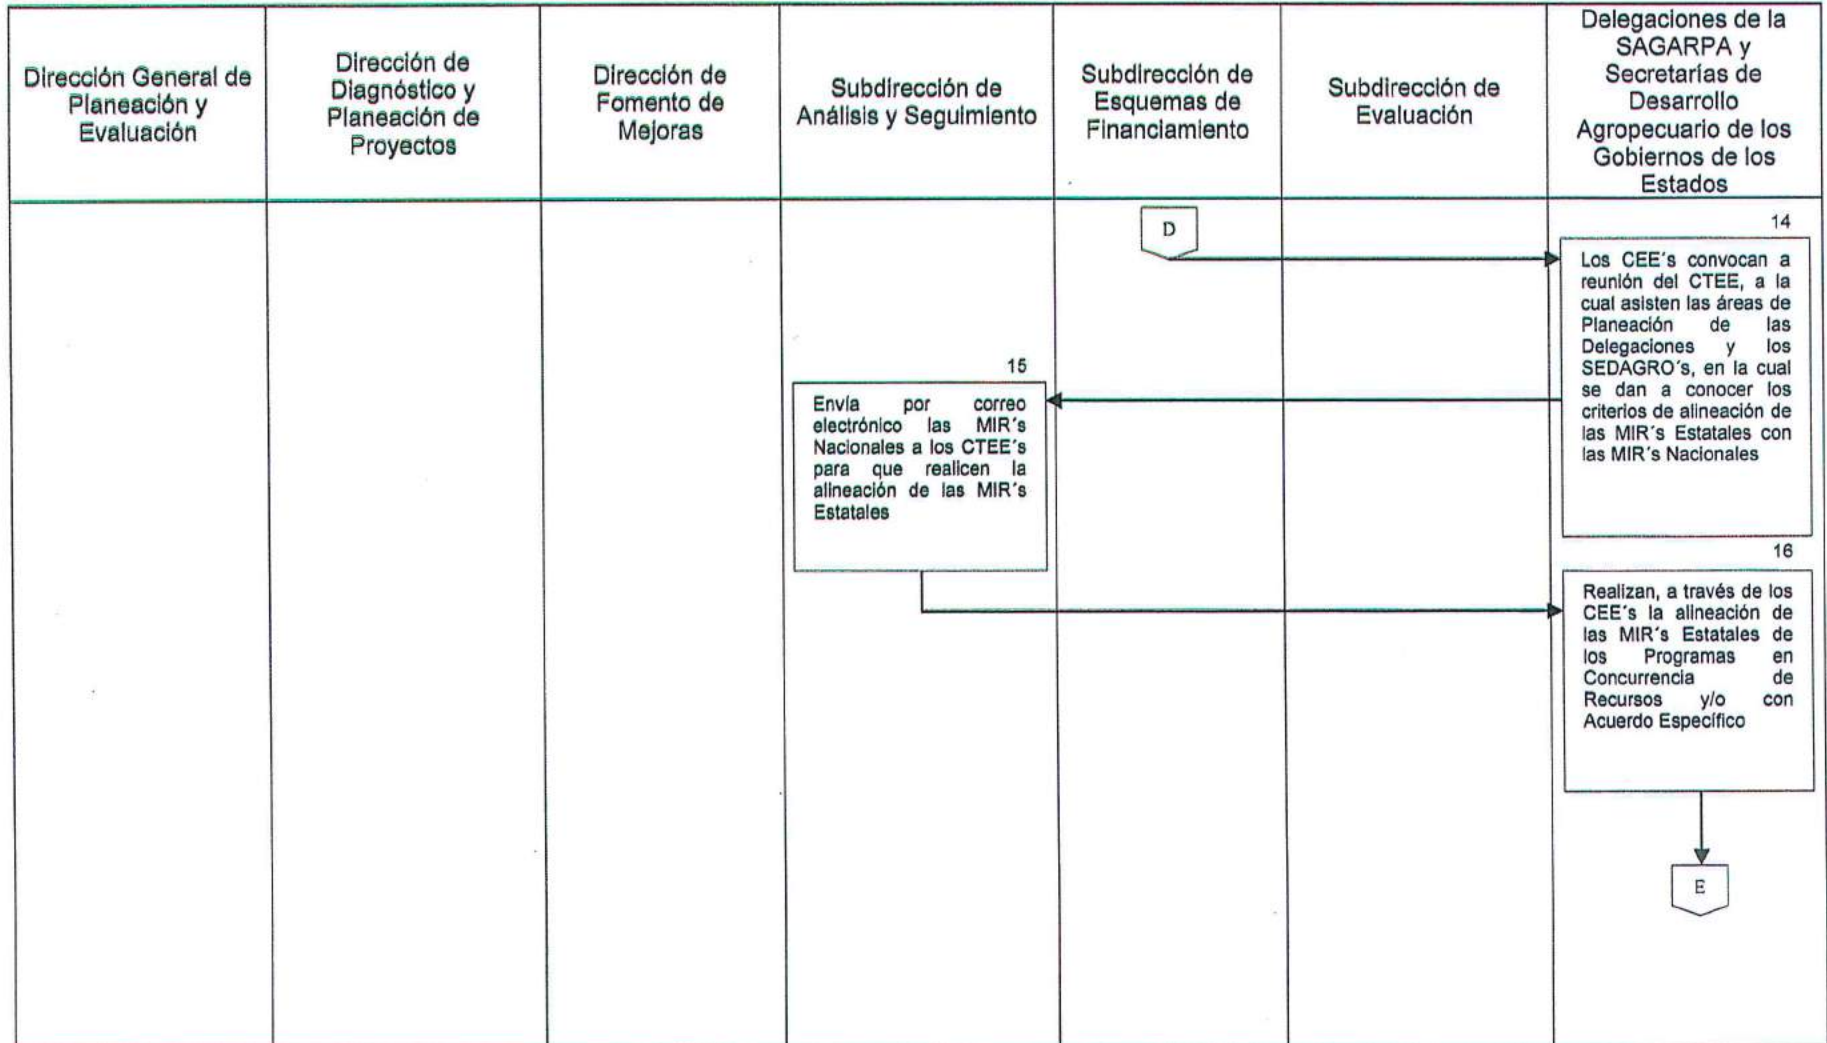 Dirección General de
Planeación y
Evaluación
Dirección de
Diagnóstico y
Planeación de
Proyectos
Dirección de
Fomento de
Mejoras
Subdirección de
Análisis y Seguimiento
Subdirección de
Esquemas de
Financiamiento
Subdirección de
Evaluación
Delegaciones de la
SAGARPA y
Secretarías de
Desarrollo
Agropecuario de los
Gobiernos de los
Estados
D
14
Los CEE´s convocan a
reunión del CTEE, a la
cual asisten las áreas de
Planeación de las
Delegaciones y los
SEDAGRO´s, en la cual
se dan a conocer los
criterios de alineación de
las MIR´s Estatales con
las MIR´s Nacionales
15
Envía por correo
electrónico las MIR´s
Nacionales a los CTEE´s
para que realicen la
alineación de las MIR´s
Estatales
16
Realizan, a través de los
CEE´s la alineación de
las MIR´s Estatales de
los Programas en
Concurrencia de
Recursos y/o con
Acuerdo Específico
E